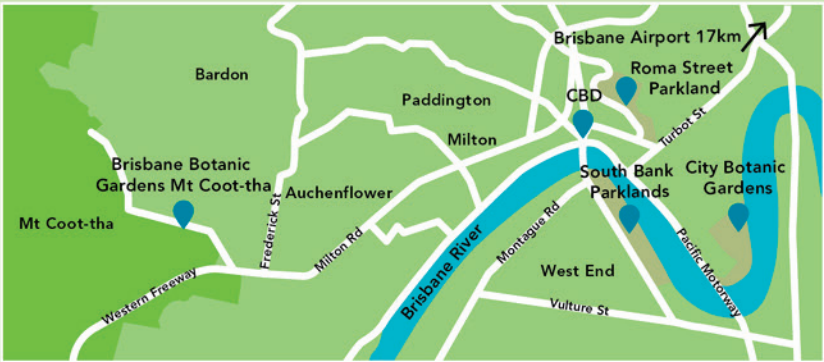 Brisbane Airport 17km
Roma Street
Parkland
Bardon
CBD
Paddington
Turbot St
Milton
Brisbane Botanic
Gardens Mt Coot-tha
South Bank
Parklands
City Botanic
Gardens
Auchenflower
Mt Coot-tha
Frederick St
Milton Rd
Montague Rd
Brisbane River
Pacific Motorway
West End
Western Freeway
Vulture St